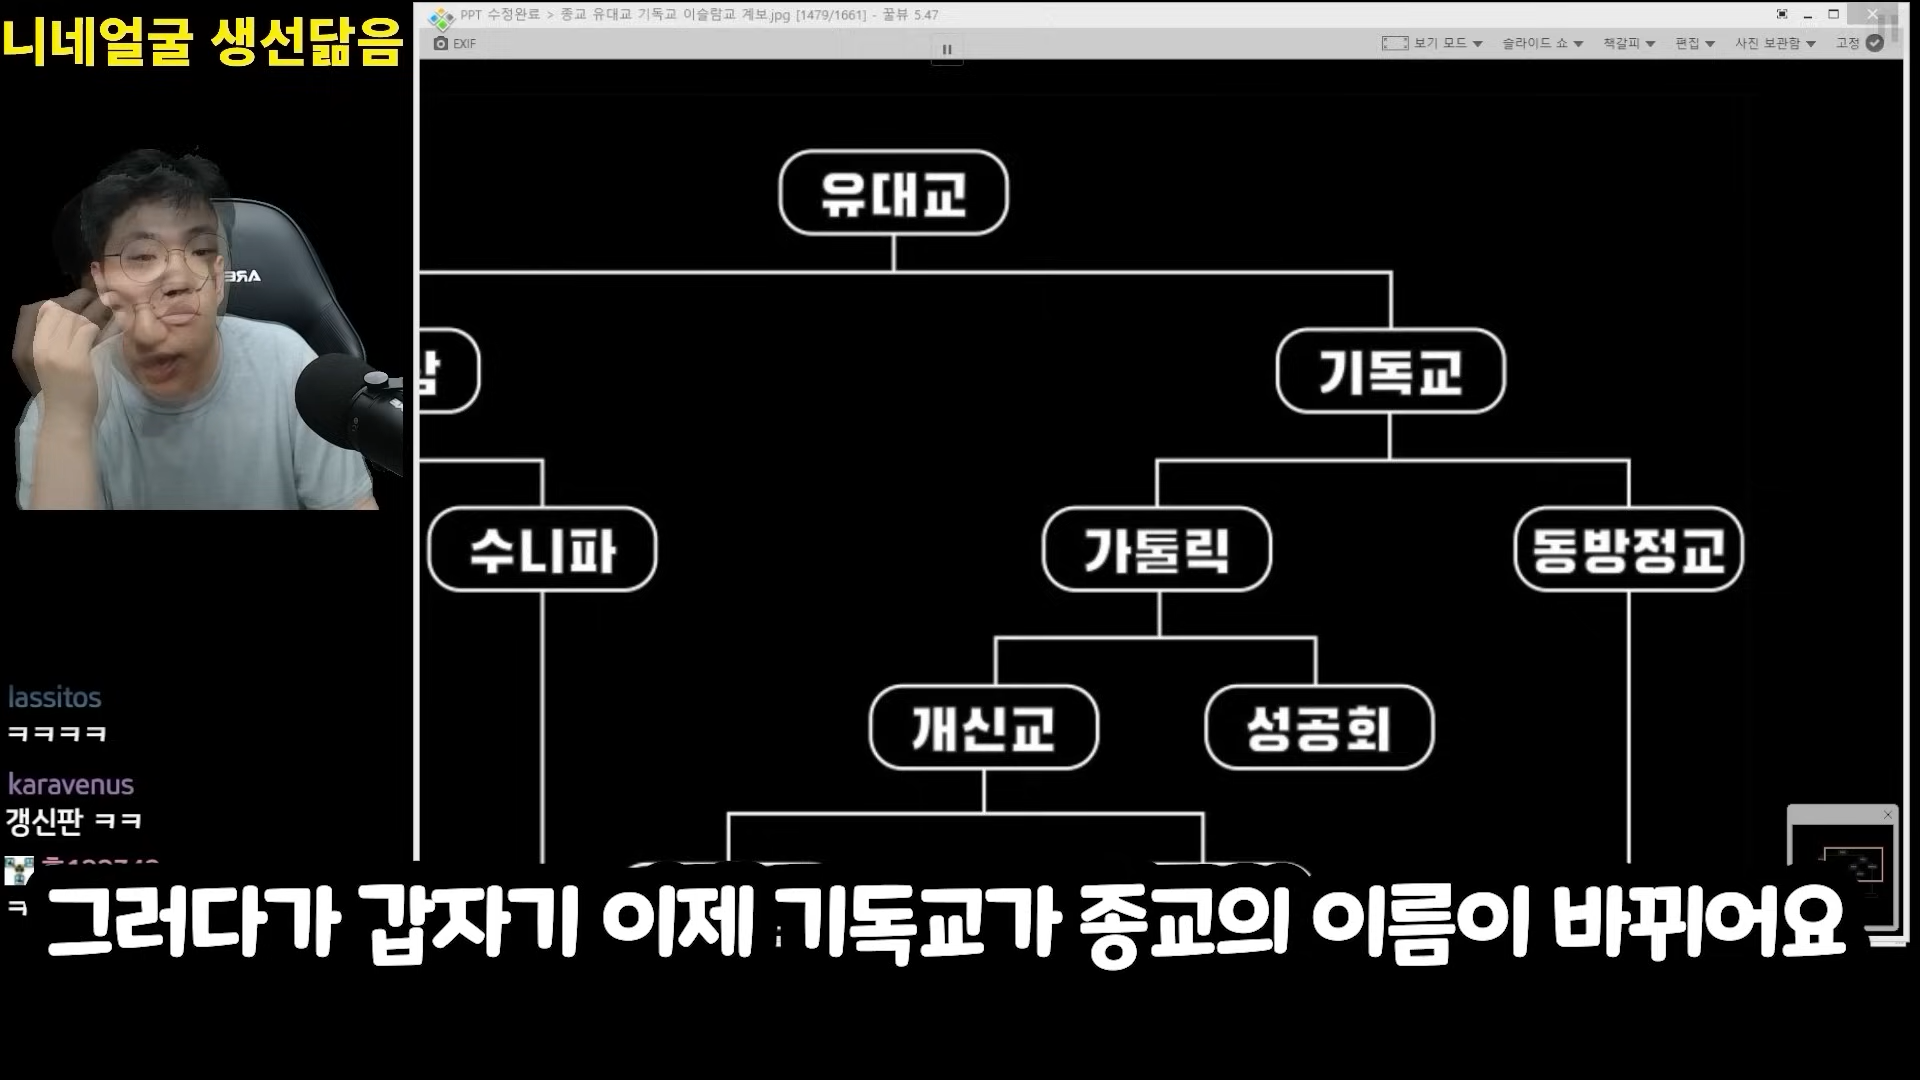 니네얼굴 생선닮음
PPT 수정완료 > 종교 유대교 기독교 이슬람교 계보.jpg [1479/1661] - 꿀뷰 5.47
EXIF
보기 모드
슬라이드 쇼
책갈피
편집
사진 보관함
고정
유대교
기독교
수니파
가톨릭
동방정교
개신교
성공회
lassitos
ㅋㅋㅋㅋ
karavenus
갱신판 ㅋㅋ
ㅋ
그러다가 갑자기 이제 기독교가 종교의 이름이 바뀌어요